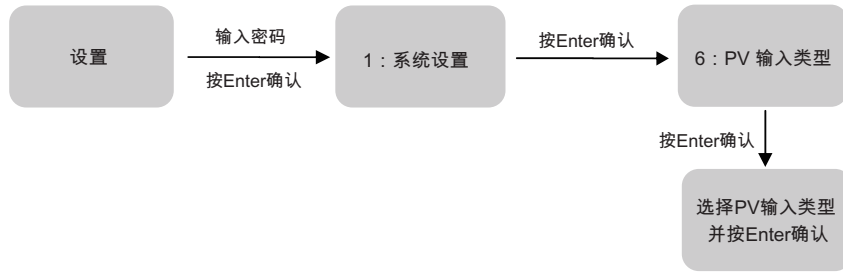 设置
输入密码
按Enter确认
1：系统设置
按Enter确认
6：PV 输入类型
按Enter确认
选择PV输入类型
并按Enter确认